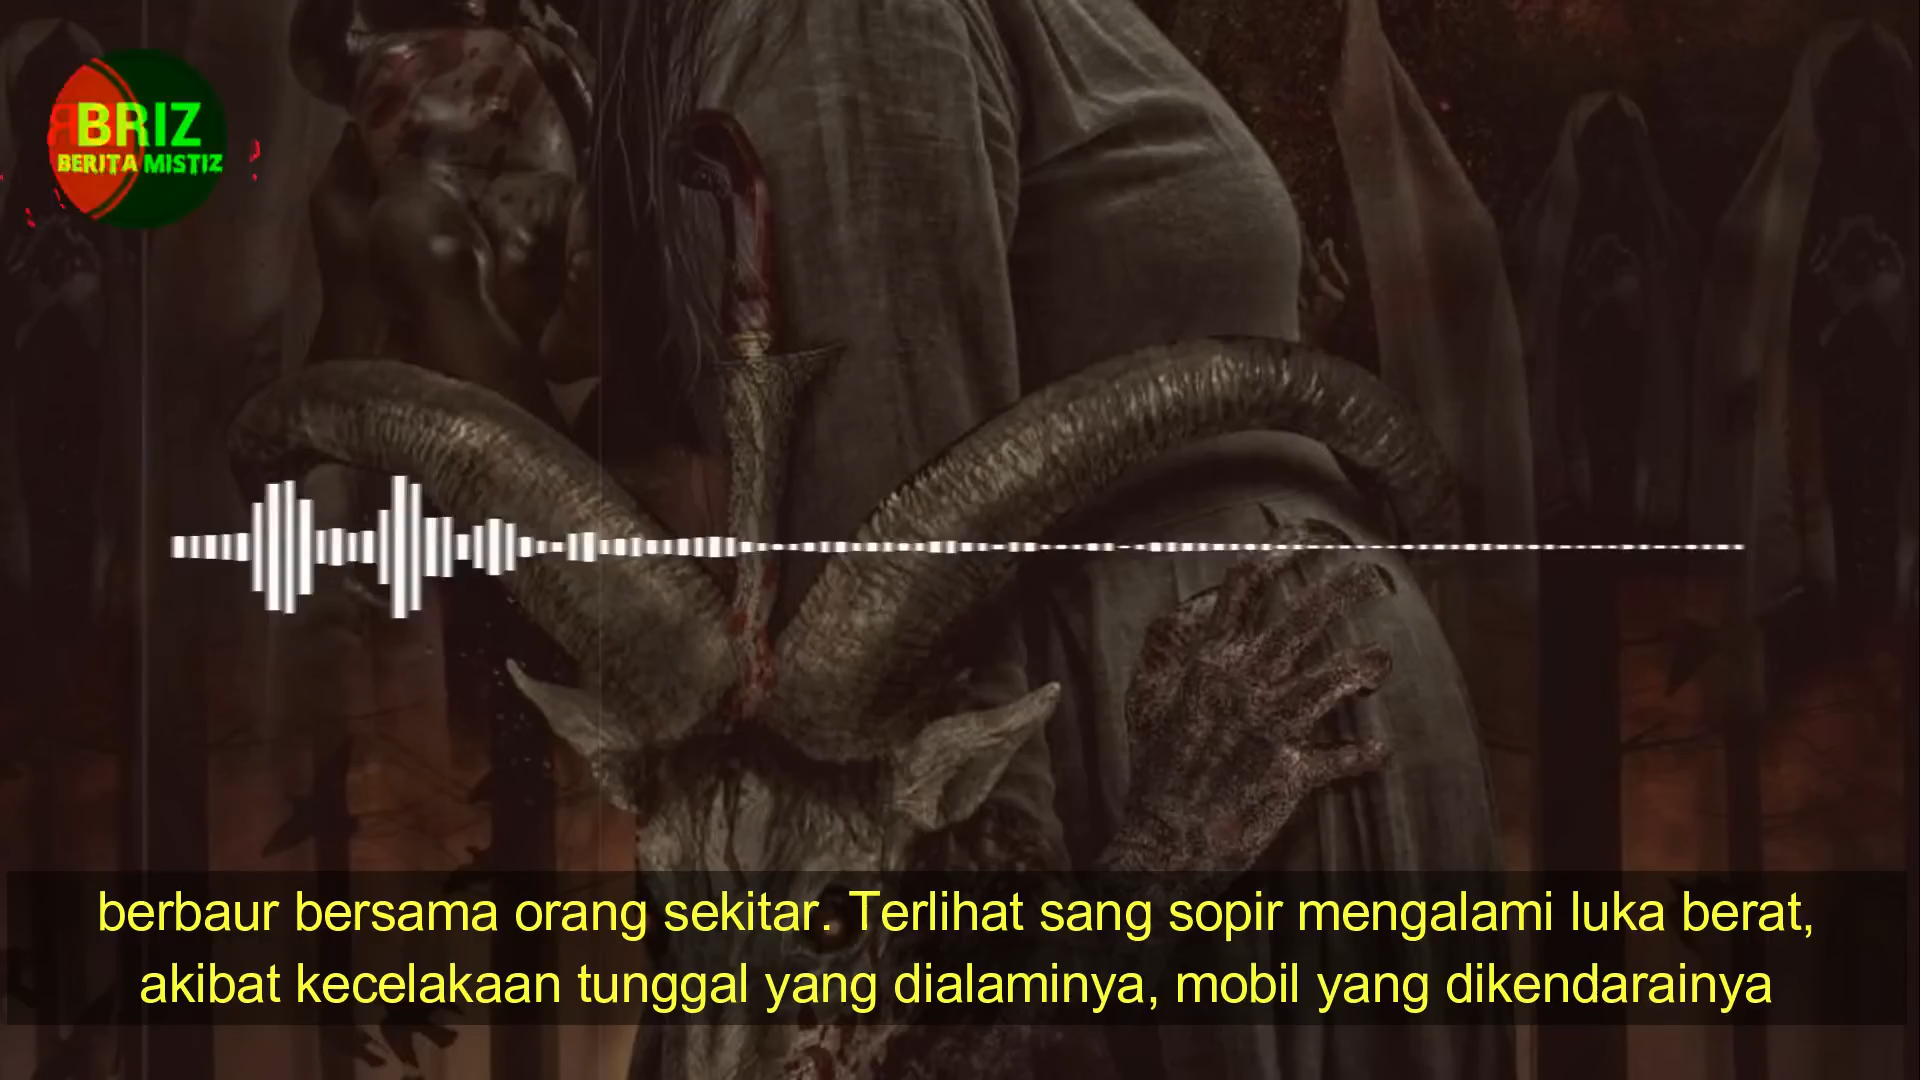 BRIZ
BERITA MISTIZ
berbaur bersama orang sekitar. Terlihat sang sopir mengalami luka berat,
akibat kecelakaan tunggal yang dialaminya, mobil yang dikendarainya